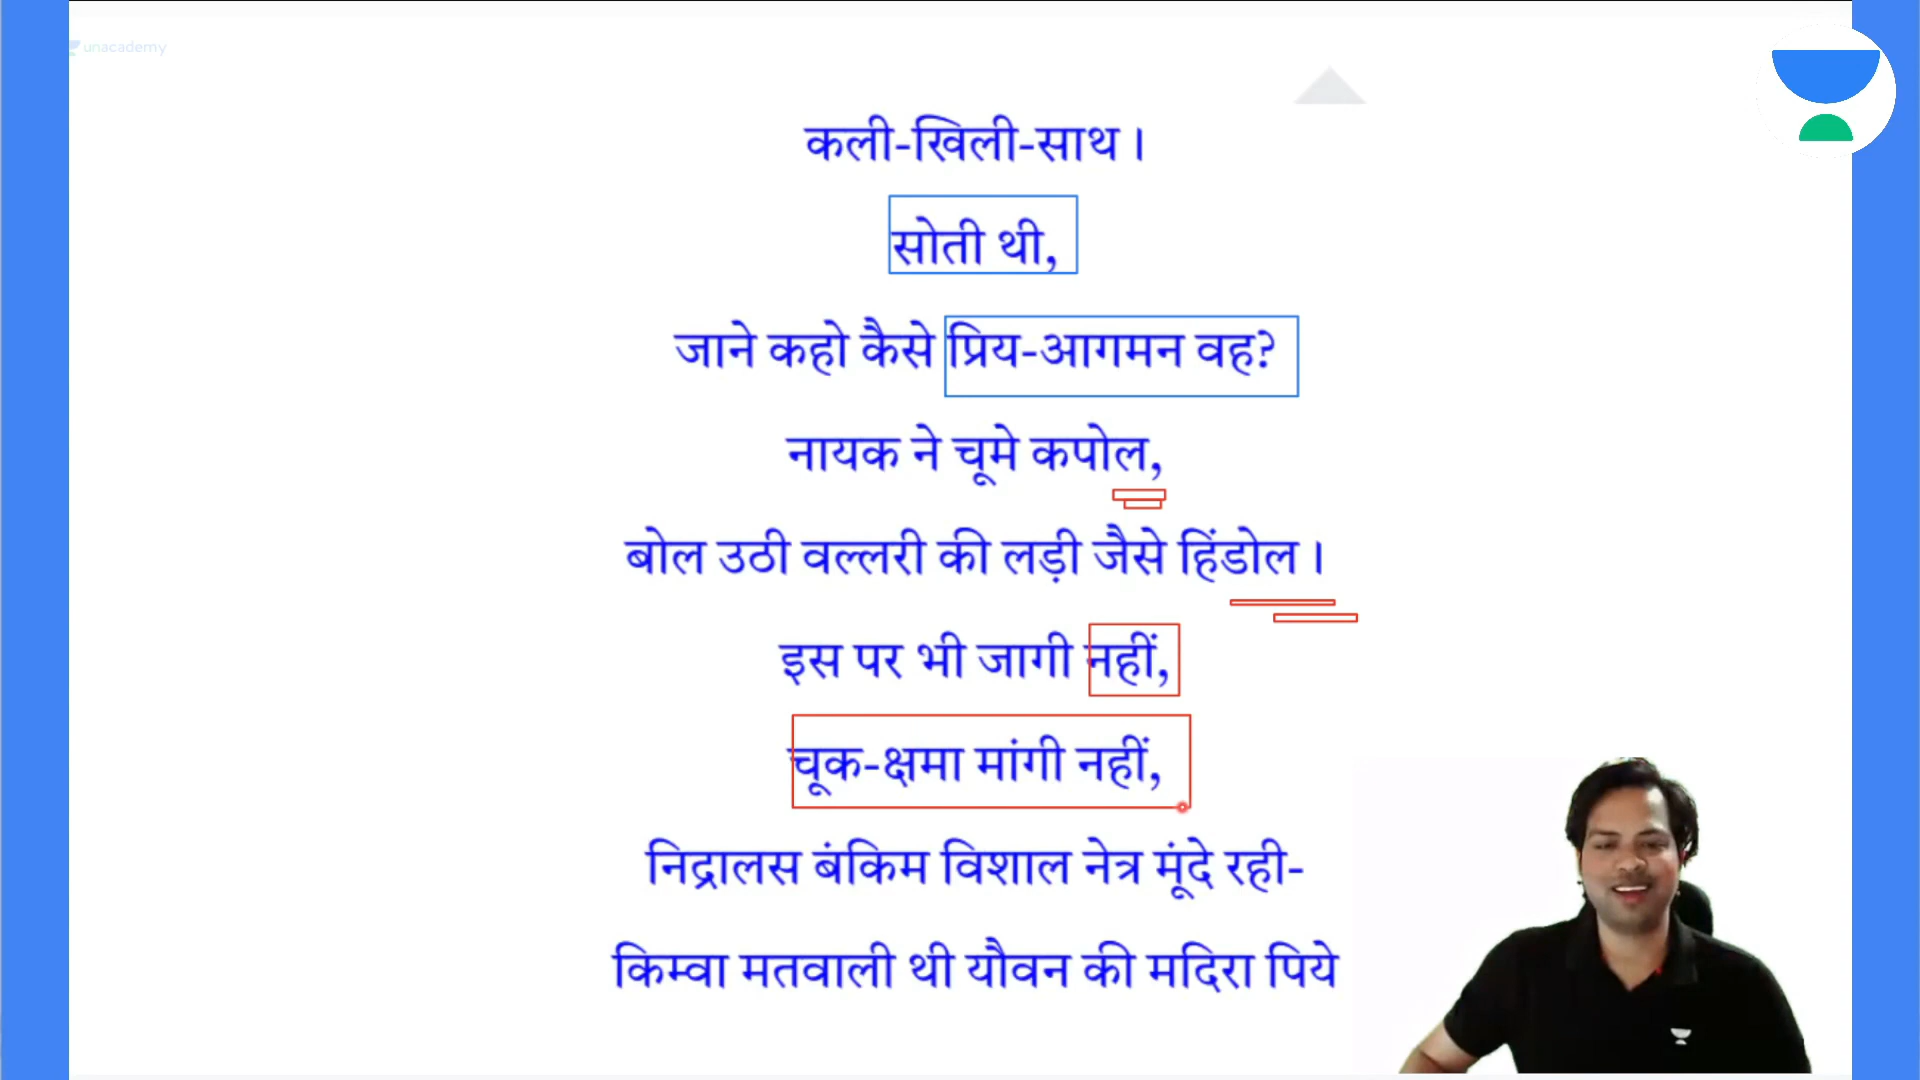 unacademy
कली-खिली-साथ।
सोती थी,
जाने कहो कैसे प्रिय-आगमन वह?
नायक ने चूमे कपोल,
बोल उठी वल्लरी की लड़ी जैसे हिंडोल।
इस पर भी जागी नहीं,
चूक-क्षमा मांगी नहीं,
निद्रालस बंकिम विशाल नेत्र मूंदे रही-
किम्वा मतवाली थी यौवन की मदिरा पिये